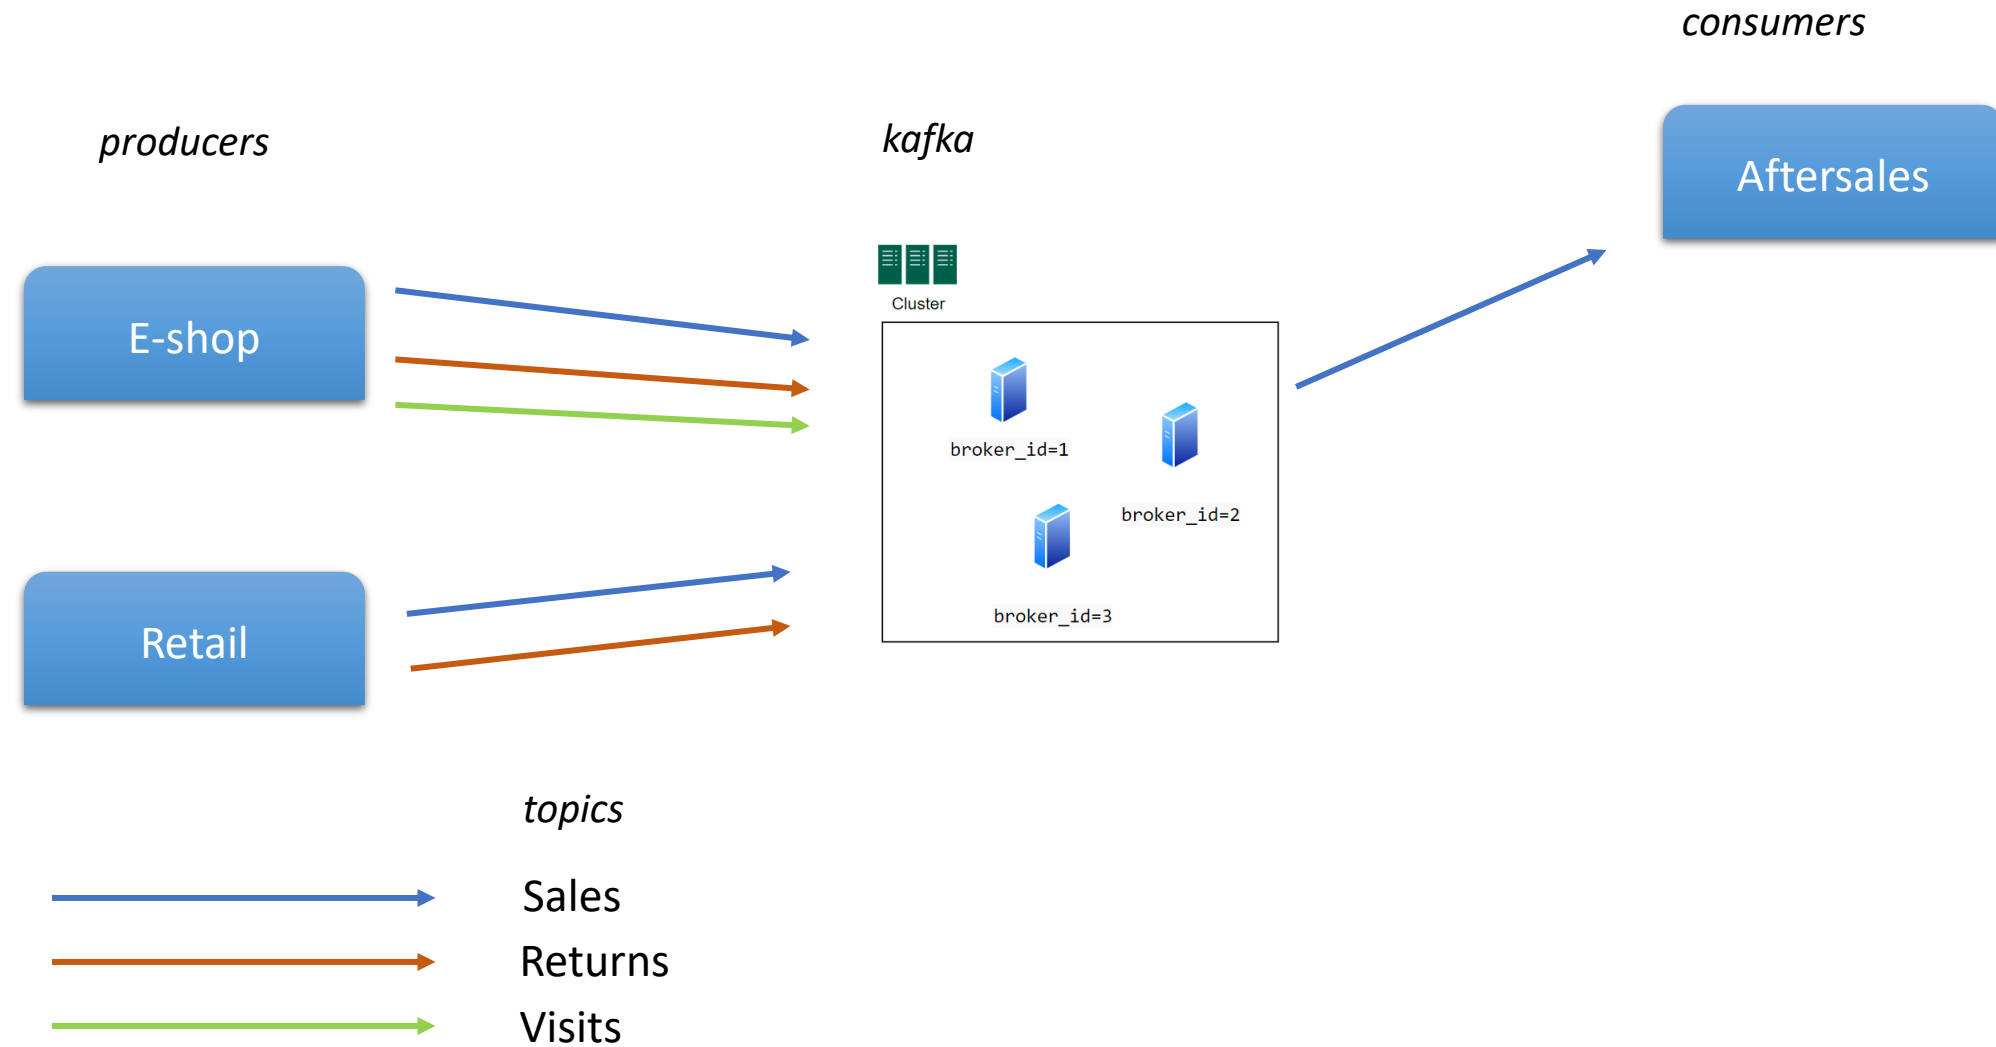 consumers
producers
kafka
Aftersales
Cluster
E-shop
broker_id=1
broker_id=2
broker_id=3
Retail
topics
Sales
Returns
Visits